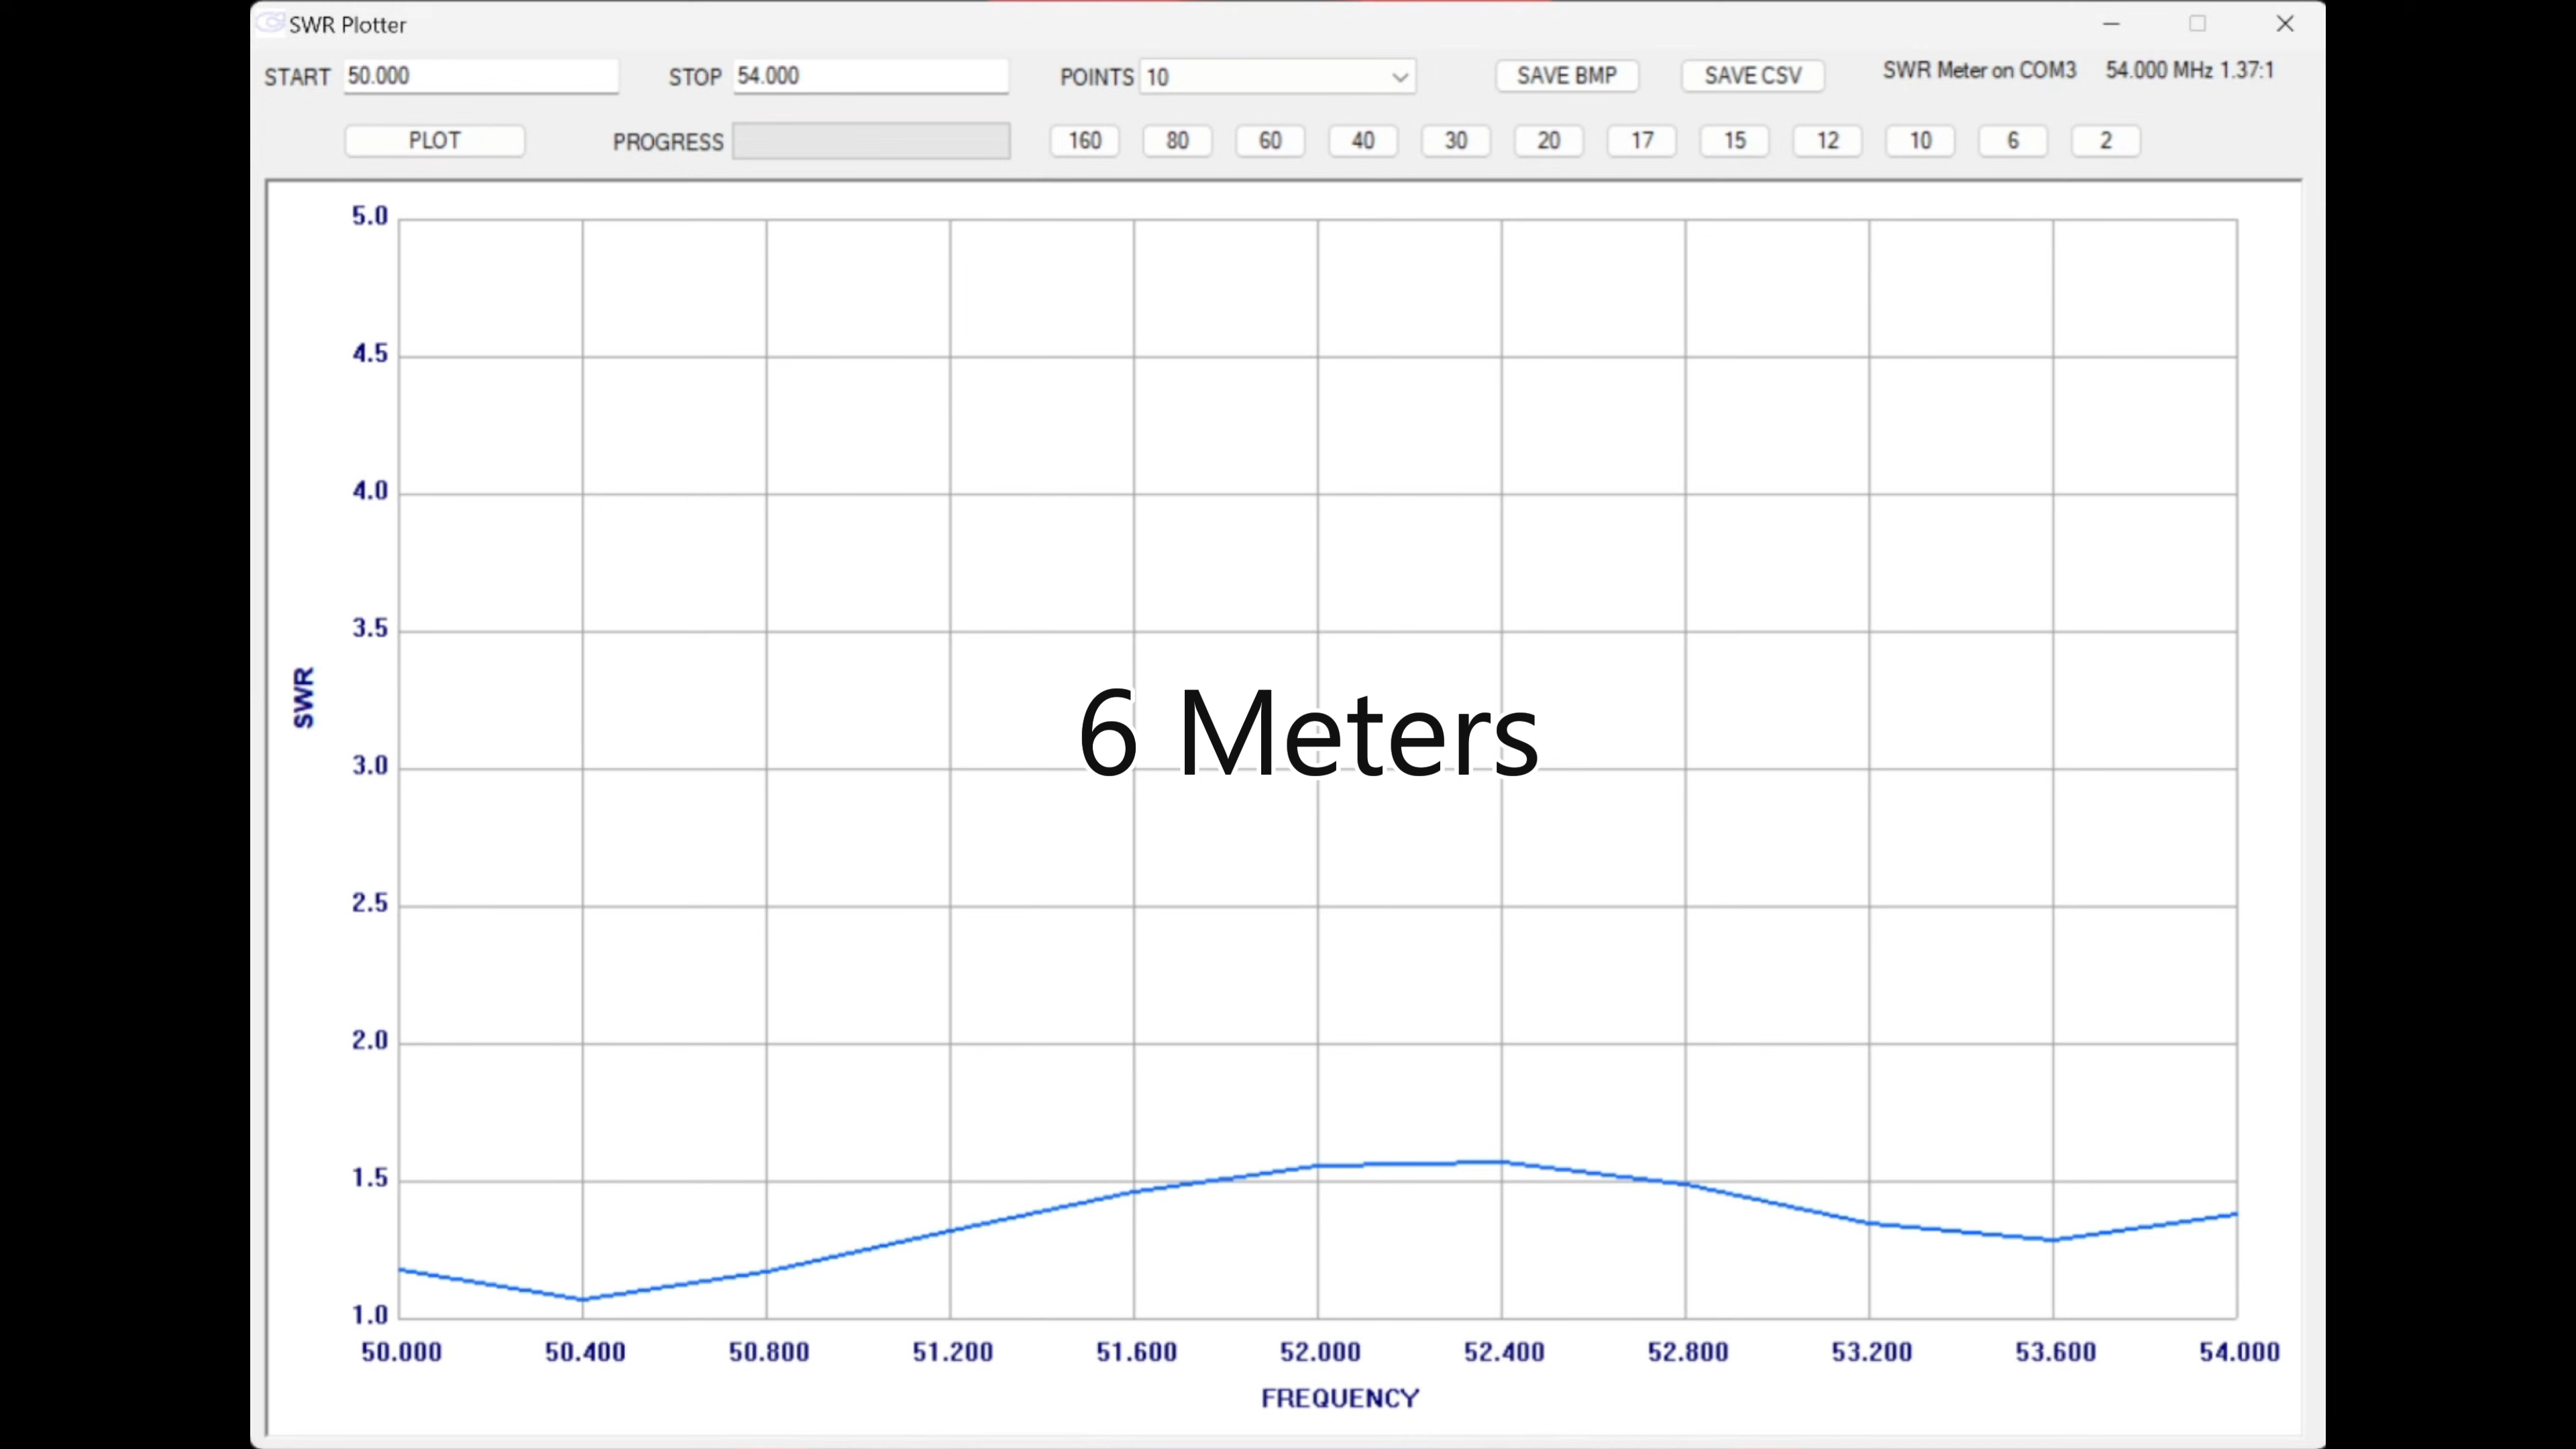 SWR Plotter
START 50.000 STOP 54.000 POINTS 10 SAVE BMP SAVE CSV SWR Meter on COM3 54.000 MHz 1.37:1
PLOT PROGRESS 160 80 60 40 30 20 17 15 12 10 6 2
5.0
4.5
4.0
3.5
SWR
6 Meters
3.0
2.5
2.0
1.5
1.0
50.000 50.400 50.800 51.200 51.600 52.000 52.400 52.800 53.200 53.600 54.000
FREQUENCY